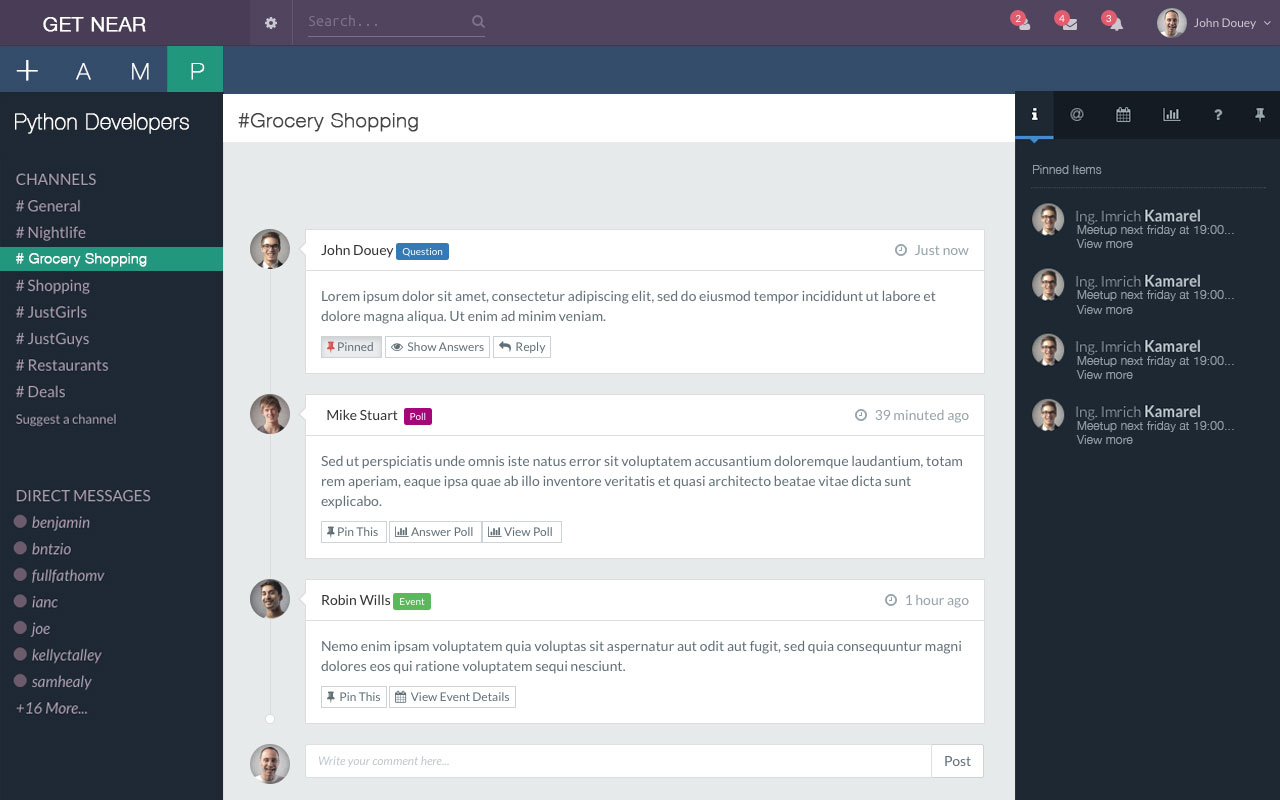 GET NEAR
Search...
2
4
3
John Douey
+ A M P
Python Developers
CHANNELS
# General
# Nightlife
# Grocery Shopping
# Shopping
# JustGirls
# JustGuys
# Restaurants
# Deals
Suggest a channel
DIRECT MESSAGES
benjamin
bntzio
fullfathomv
ianc
joe
kellyctalley
samhealy
+16 More...
#Grocery Shopping
John Douey Question
Just now
Lorem ipsum dolor sit amet, consectetur adipiscing elit, sed do eiusmod tempor incididunt ut labore et
dolore magna aliqua. Ut enim ad minim veniam.
Pinned Show Answers Reply
Mike Stuart Poll
39 minuted ago
Sed ut perspiciatis unde omnis iste natus error sit voluptatem accusantium doloremque laudantium, totam
rem aperiam, eaque ipsa quae ab illo inventore veritatis et quasi architecto beatae vitae dicta sunt
explicabo.
Pin This Answer Poll View Poll
Robin Wills Event
1 hour ago
Nemo enim ipsam voluptatem quia voluptas sit aspernatur aut odit aut fugit, sed quia consequuntur magni
dolores eos qui ratione voluptatem sequi nesciunt.
Pin This View Event Details
Write your comment here...
Post
i @ ?
Pinned Items
Ing. Imrich Kamarel
Meetup next friday at 19:00...
View more
Ing. Imrich Kamarel
Meetup next friday at 19:00...
View more
Ing. Imrich Kamarel
Meetup next friday at 19:00...
View more
Ing. Imrich Kamarel
Meetup next friday at 19:00...
View more